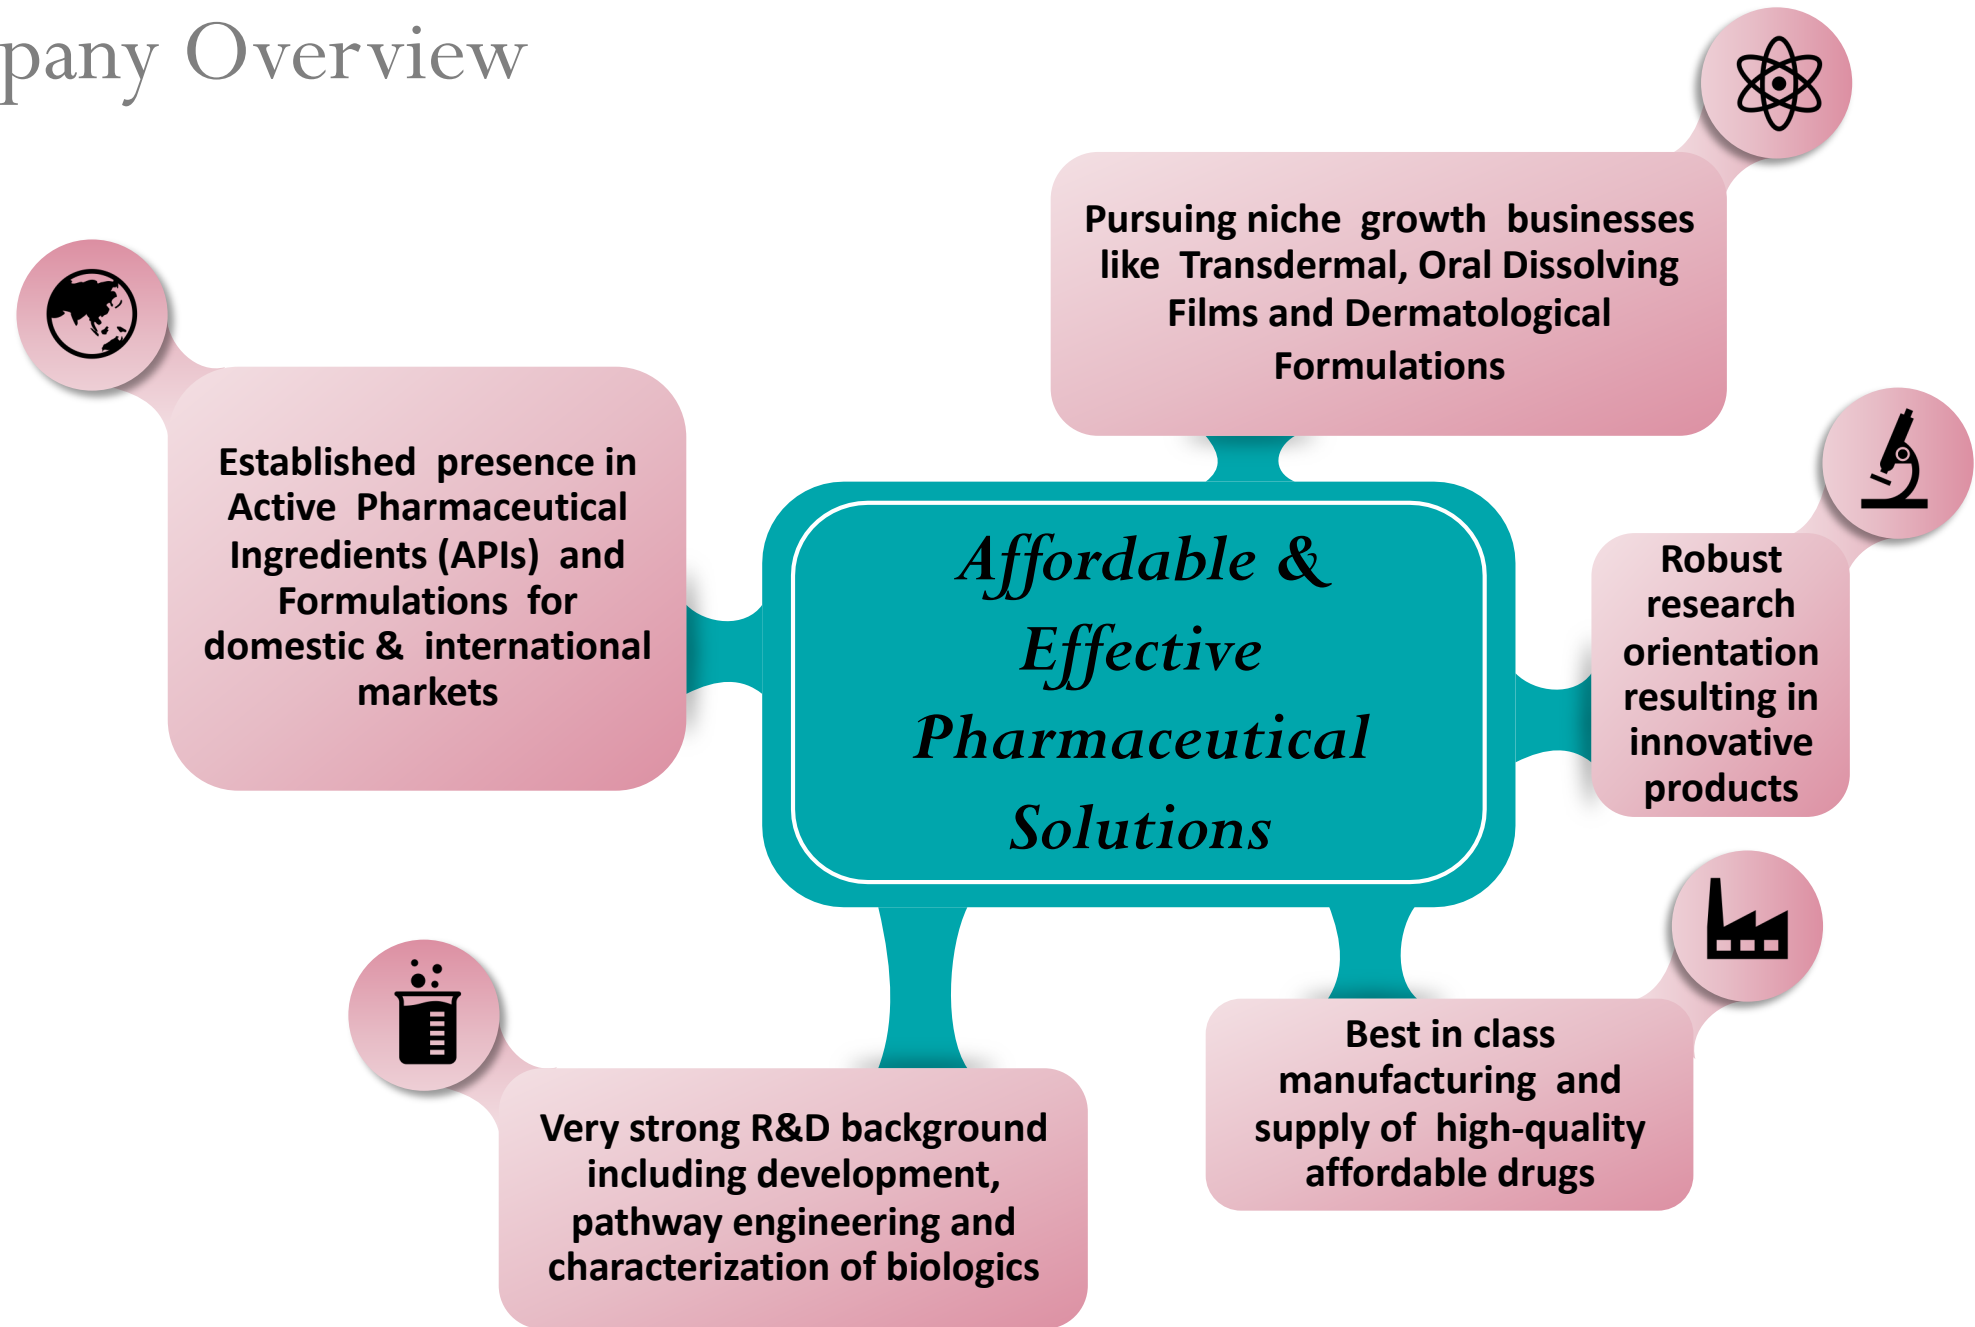 pany Overview
Pursuing niche growth businesses
like Transdermal, Oral Dissolving
Films and Dermatological
Formulations
Established presence in
Active Pharmaceutical
Ingredients (APIs) and
Formulations for
domestic & international
markets
Affordable &
Effective
Pharmaceutical
Solutions
Robust
research
orientation
resulting in
innovative
products
Very strong R&D background
including development,
pathway engineering and
characterization of biologics
Best in class
manufacturing and
supply of high-quality
affordable drugs